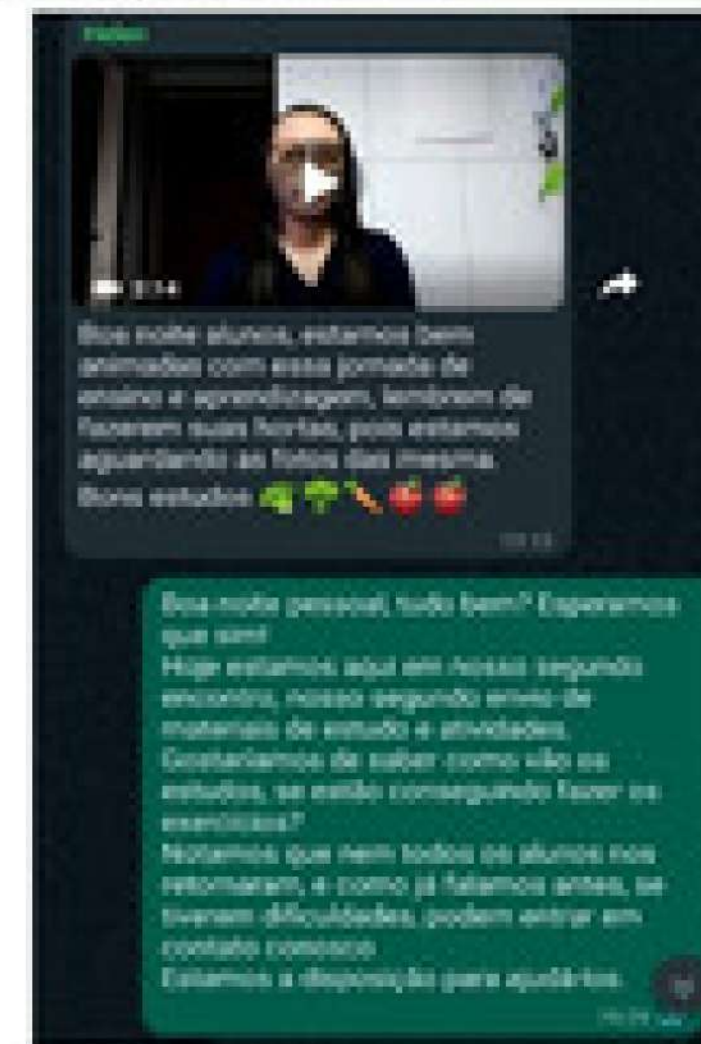 Boa noite alunos, estamos bem
animadas com essa jornada de
ensino e aprendizagem, lembrem de
fazerem suas hortas, pois estamos
aguardando as fotos das mesma.
Bons estudos 🥬🥦🥕🍅🍅
Boa noite pessoal, tudo bem? Esperamos
que sim!
Hoje estamos aqui em nosso segundo
encontro, nosso segundo envio de
materiais de estudo e atividades.
Gostaríamos de saber como vão os
estudos, se estão conseguindo fazer os
exercícios?
Notamos que nem todos os alunos nos
retornaram, e como já falamos antes, se
tiverem dificuldades, podem entrar em
contato conosco
Estamos a disposição para ajudá-los.